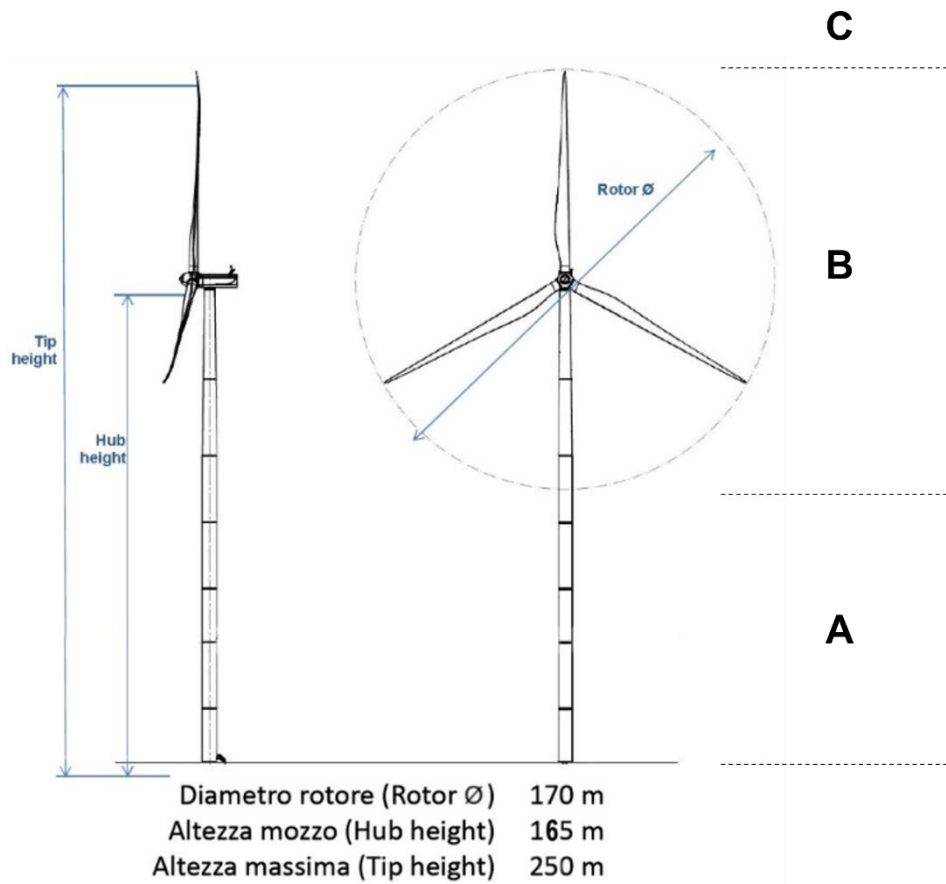 C
Rotor Ø
B
Tip
height
Hub
height
A
Diametro rotore (Rotor Ø) 170 m
Altezza mozzo (Hub height) 165 m
Altezza massima (Tip height) 250 m